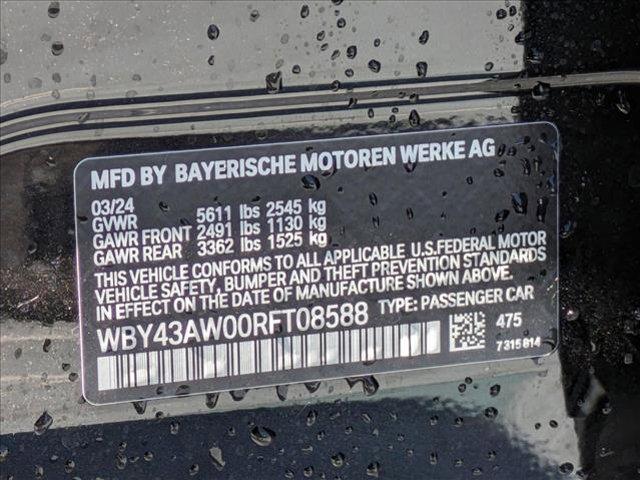 MFD BY BAYERISCHE MOTOREN WERKE AG
03/24
GVWR 5611 lbs 2545 kg
GAWR FRONT 2491 lbs 1130 kg
GAWR REAR 3362 lbs 1525 kg
THIS VEHICLE CONFORMS TO ALL APPLICABLE U.S.FEDERAL MOTOR
VEHICLE SAFETY, BUMPER AND THEFT PREVENTION STANDARDS
IN EFFECT ON THE DATE OF MANUFACTURE SHOWN ABOVE.
WBY43AW00RFT08588 TYPE: PASSENGER CAR
475
7315814